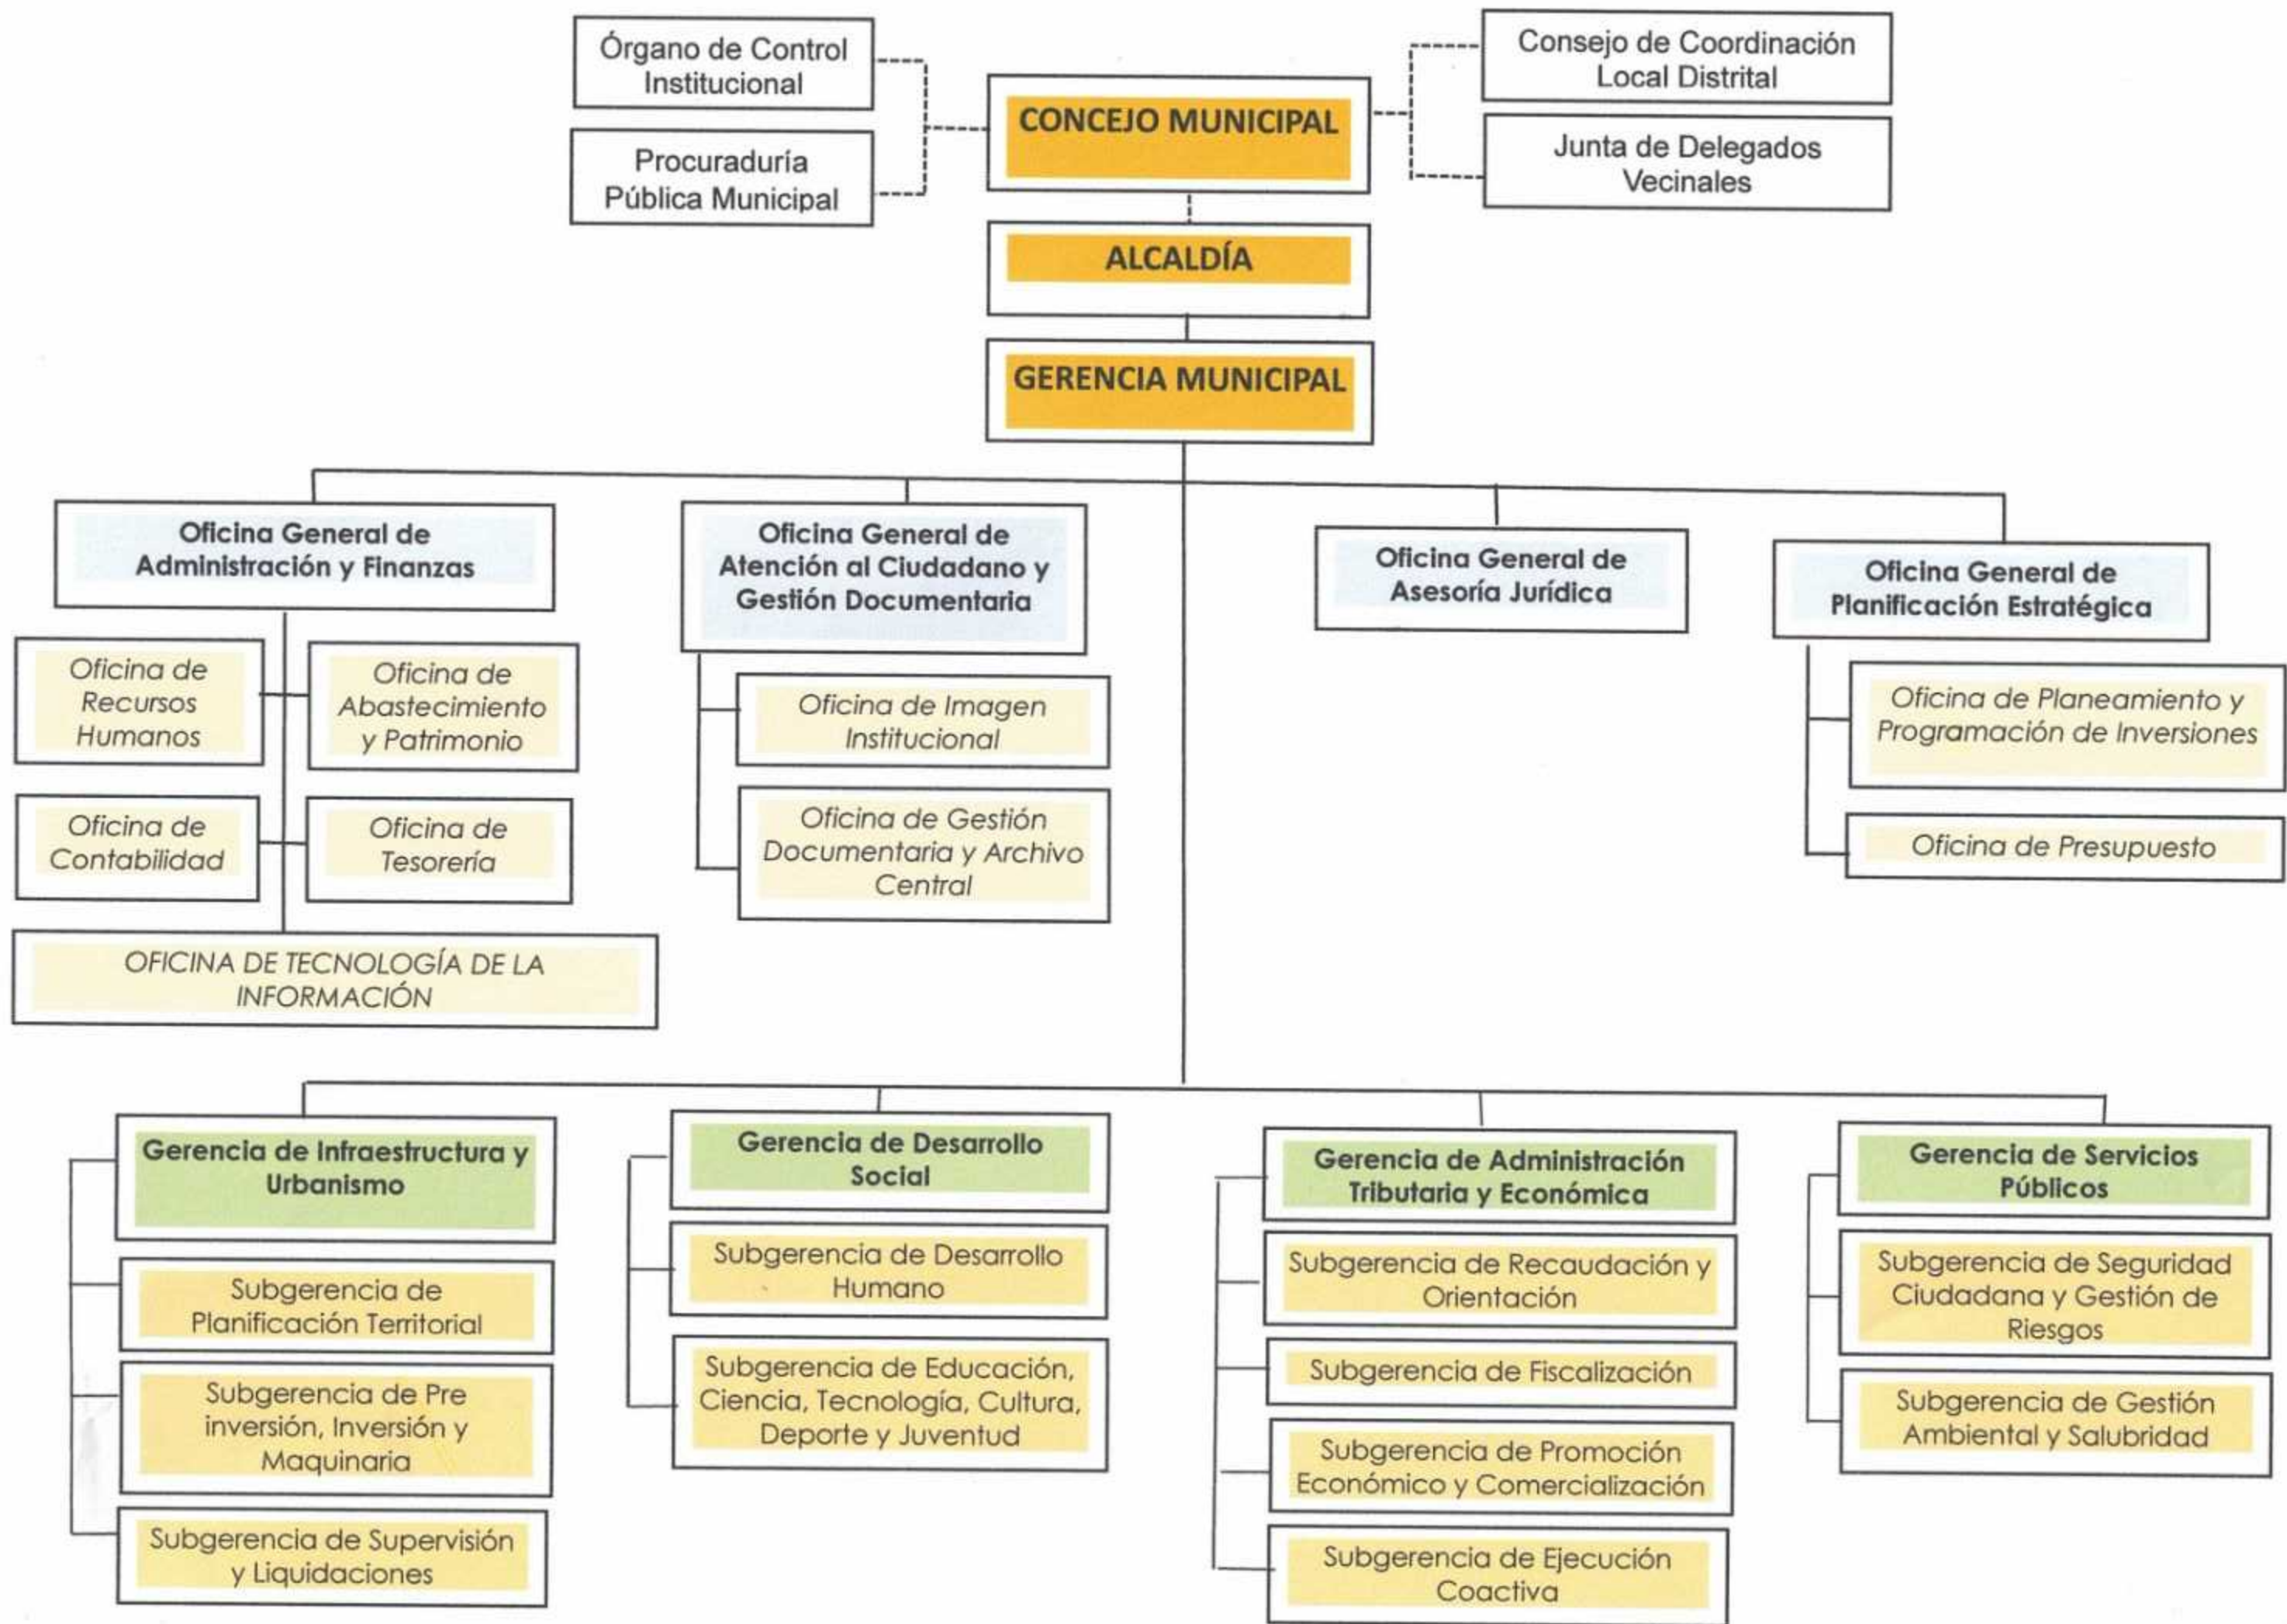 Órgano de Control
Institucional
Procuraduría
Pública Municipal
CONCEJO MUNICIPAL
Consejo de Coordinación
Local Distrital
Junta de Delegados
Vecinales
ALCALDÍA
GERENCIA MUNICIPAL
Oficina General de
Administración y Finanzas
Oficina de
Recursos
Humanos
Oficina de
Abastecimiento
y Patrimonio
Oficina de
Contabilidad
Oficina de
Tesorería
OFICINA DE TECNOLOGÍA DE LA
INFORMACIÓN
Oficina General de
Atención al Ciudadano y
Gestión Documentaria
Oficina de Imagen
Institucional
Oficina de Gestión
Documentaria y Archivo
Central
Oficina General de
Asesoría Jurídica
Oficina General de
Planificación Estratégica
Oficina de Planeamiento y
Programación de Inversiones
Oficina de Presupuesto
Gerencia de Infraestructura y
Urbanismo
Subgerencia de
Planificación Territorial
Subgerencia de Pre
inversión, Inversión y
Maquinaria
Subgerencia de Supervisión
y Liquidaciones
Gerencia de Desarrollo
Social
Subgerencia de Desarrollo
Humano
Subgerencia de Educación,
Ciencia, Tecnología, Cultura,
Deporte y Juventud
Gerencia de Administración
Tributaria y Económica
Subgerencia de Recaudación y
Orientación
Subgerencia de Fiscalización
Subgerencia de Promoción
Económico y Comercialización
Subgerencia de Ejecución
Coactiva
Gerencia de Servicios
Públicos
Subgerencia de Seguridad
Ciudadana y Gestión de
Riesgos
Subgerencia de Gestión
Ambiental y Salubridad